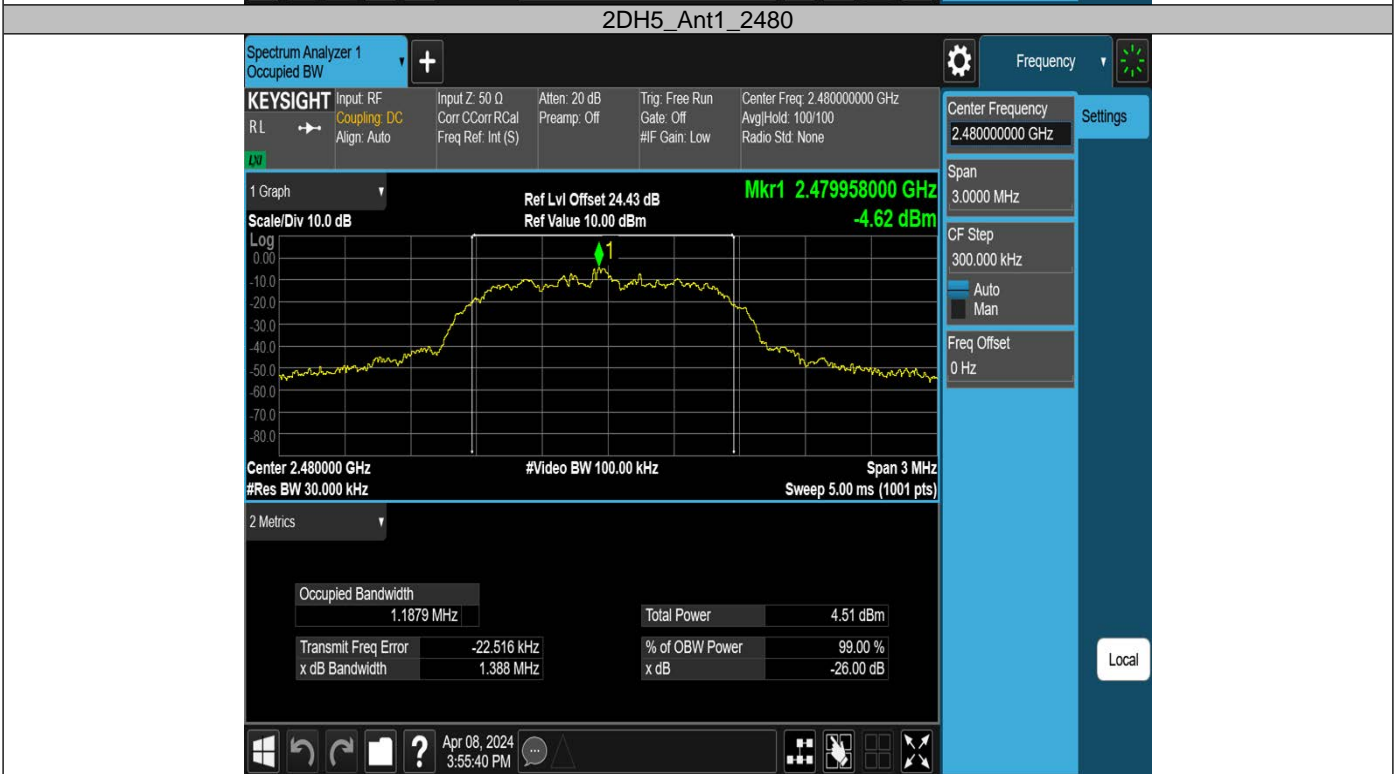 2DH5_Ant1_2480
Spectrum Analyzer 1
Occupied BW
+
Frequency
KEYSIGHT
RL
LXI
Input: RF
Coupling: DC
Align: Auto
Input Z: 50 Ω
Corr CCorr RCal
Freq Ref: Int (S)
Atten: 20 dB
Preamp: Off
Trig: Free Run
Gate: Off
#IF Gain: Low
Center Freq: 2.480000000 GHz
Avg|Hold: 100/100
Radio Std: None
Center Frequency
2.480000000 GHz
Settings
Span
3.0000 MHz
CF Step
300.000 kHz
Auto
Man
Freq Offset
0 Hz
Local
1 Graph
Scale/Div 10.0 dB
Ref Lvl Offset 24.43 dB
Ref Value 10.00 dBm
Mkr1 2.479958000 GHz
-4.62 dBm
Log
0.00
-10.0
-20.0
-30.0
-40.0
-50.0
-60.0
-70.0
-80.0
1
Center 2.480000 GHz
#Video BW 100.00 kHz
Span 3 MHz
#Res BW 30.000 kHz
Sweep 5.00 ms (1001 pts)
2 Metrics
Occupied Bandwidth
1.1879 MHz
Total Power 4.51 dBm
Transmit Freq Error -22.516 kHz
% of OBW Power 99.00 %
x dB Bandwidth 1.388 MHz
x dB -26.00 dB
?
Apr 08, 2024
3:55:40 PM